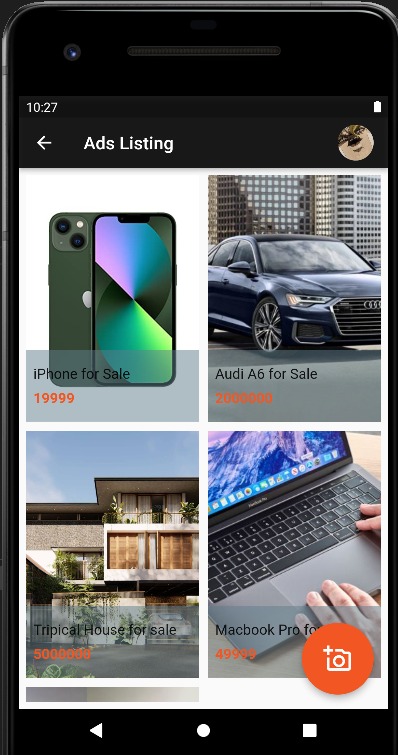 10:27
Ads Listing
iPhone for Sale
19999
Audi A6 for Sale
2000000
Tripical House for sale
5000000
Macbook Pro fo
49999